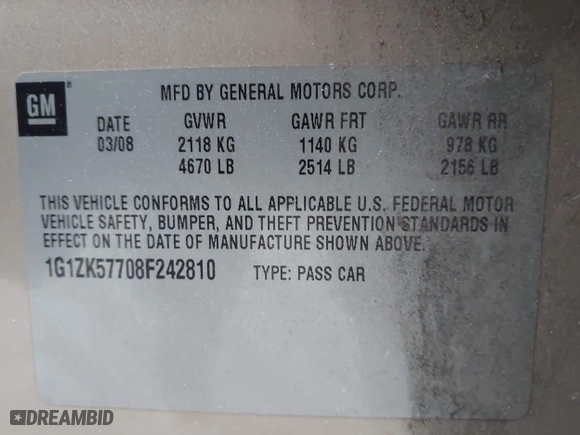 GM
MFD BY GENERAL MOTORS CORP.
DATE GVWR GAWR FRT GAWR RR
03/08 2118 KG 1140 KG 978 KG
4670 LB 2514 LB 2156 LB
THIS VEHICLE CONFORMS TO ALL APPLICABLE U.S. FEDERAL MOTOR
VEHICLE SAFETY, BUMPER, AND THEFT PREVENTION STANDARDS IN
EFFECT ON THE DATE OF MANUFACTURE SHOWN ABOVE.
1G1ZK57708F242810 TYPE: PASS CAR
DREAMBID